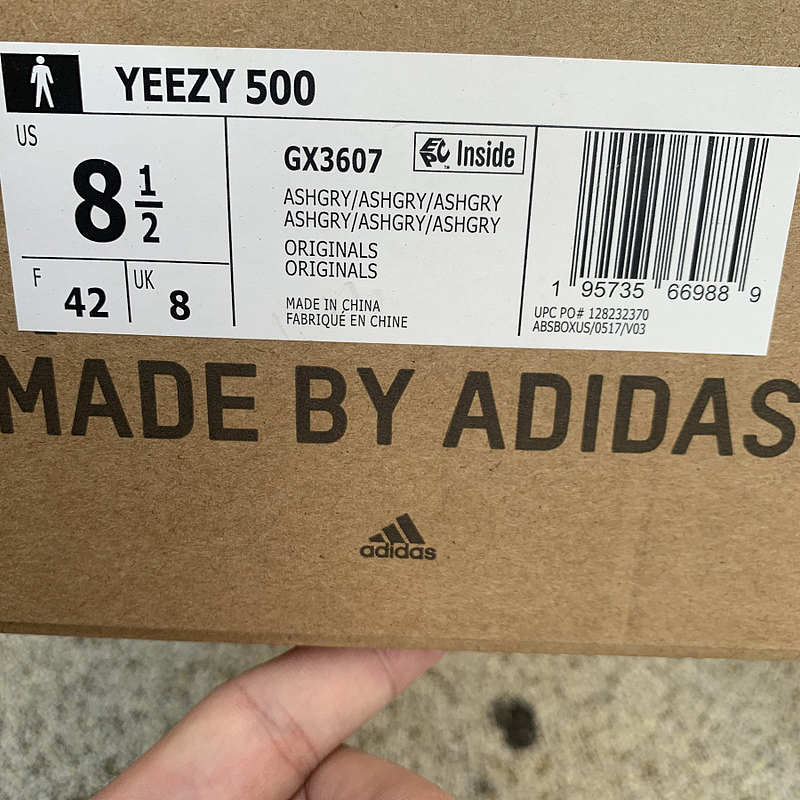 YEEZY 500
US
8 1/2
F
42
UK
8
GX3607
EPC Inside
ASHGRY/ASHGRY/ASHGRY
ASHGRY/ASHGRY/ASHGRY
ORIGINALS
ORIGINALS
MADE IN CHINA
FABRIQUÉ EN CHINE
1 95735 66988 9
UPC PO# 128232370
ABSBOXUS/0517/V03
MADE BY ADIDAS
adidas